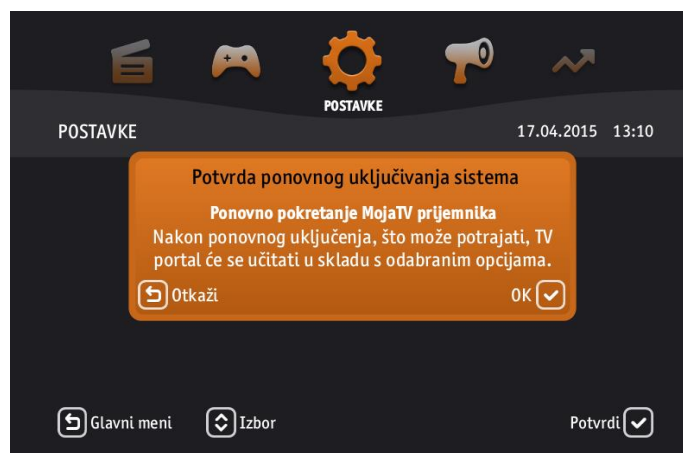 POSTAVKE
POSTAVKE 17.04.2015 13:10
Potvrda ponovnog uključivanja sistema
Ponovno pokretanje MojaTV prijemnika
Nakon ponovnog uključenja, što može potrajati, TV
portal će se učitati u skladu s odabranim opcijama.
Otkaži OK
Glavni meni Izbor Potvrdi